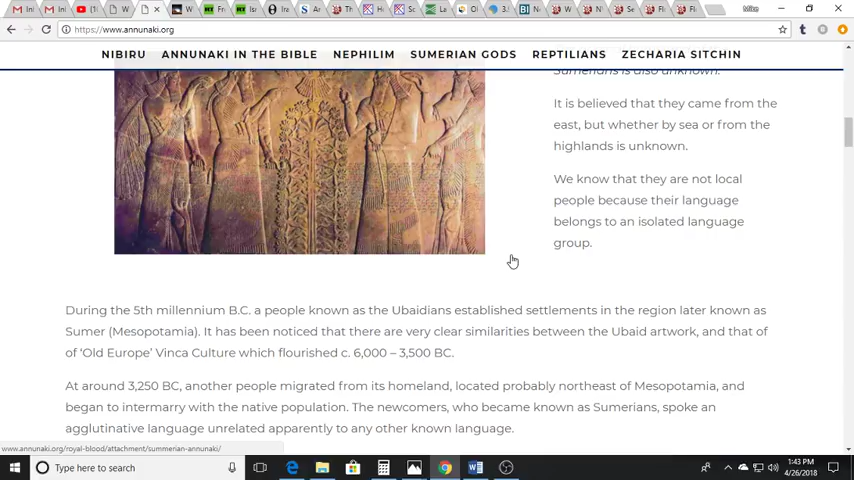 Mike
https://www.annunaki.org
NIBIRU ANNUNAKI IN THE BIBLE NEPHILIM SUMERIAN GODS REPTILIANS ZECHARIA SITCHIN
Sumerians is also unknown.
It is believed that they came from the
east, but whether by sea or from the
highlands is unknown.
We know that they are not local
people because their language
belongs to an isolated language
group.
During the 5th millennium B.C. a people known as the Ubaidians established settlements in the region later known as
Sumer (Mesopotamia). It has been noticed that there are very clear similarities between the Ubaid artwork, and that of
of 'Old Europe' Vinca Culture which flourished c. 6,000 – 3,500 BC.
At around 3,250 BC, another people migrated from its homeland, located probably northeast of Mesopotamia, and
began to intermarry with the native population. The newcomers, who became known as Sumerians, spoke an
agglutinative language unrelated apparently to any other known language.
www.annunaki.org/royal-blood/attachment/summerian-annunaki/
Type here to search
1:43 PM
4/26/2018